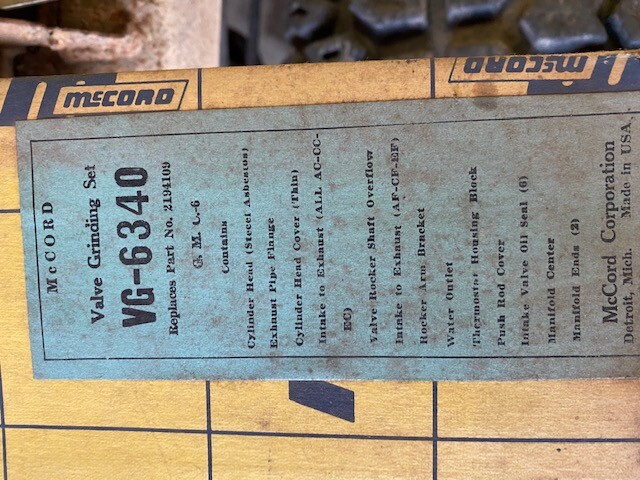 McCORD
McCORD
McCORD
Valve Grinding Set
VG-6340
Replaces Part No. 2194109
G. M. C.-6
Contains
Cylinder Head (Steeel Asbestos)
Exhaust Pipe Flange
Cylinder Head Cover (Thin)
Intake to Exhaust (ALL AC-CC-
EC)
Valve Rocker Shaft Overflow
Intake to Exhaust (AF-CF-EF)
Rocker Arm Bracket
Water Outlet
Thermostat Housing Block
Push Rod Cover
Intake Valve Oil Seal (6)
Manifold Center
Manifold Ends (2)
McCord Corporation
Detroit, Mich. Made in USA.